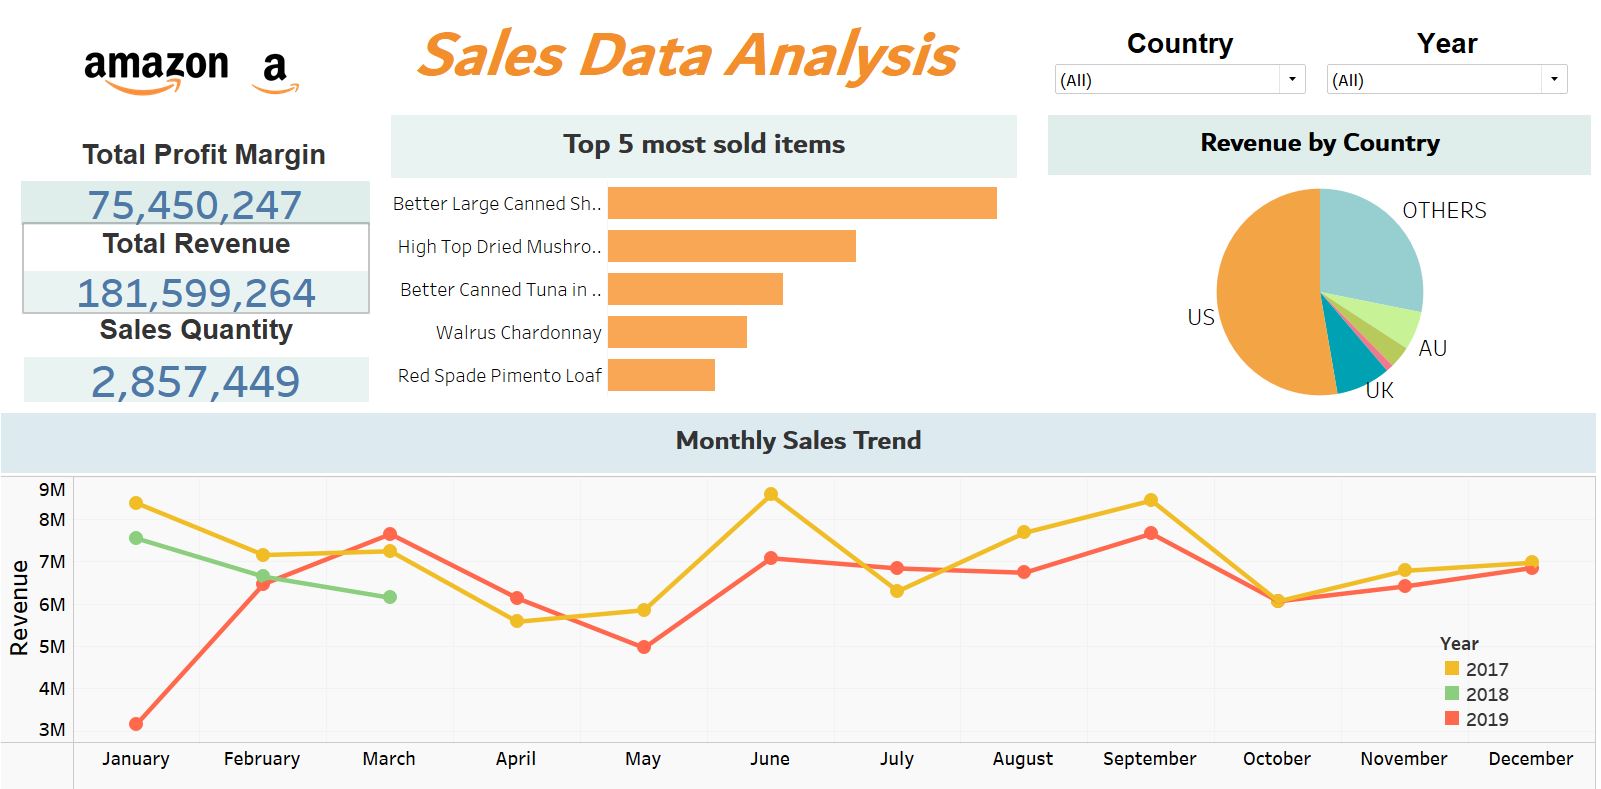 amazon a
Sales Data Analysis
Country
(All)
Year
(All)
Total Profit Margin
75,450,247
Total Revenue
181,599,264
Sales Quantity
2,857,449
Top 5 most sold items
Better Large Canned Sh..
High Top Dried Mushro..
Better Canned Tuna in ..
Walrus Chardonnay
Red Spade Pimento Loaf
Revenue by Country
OTHERS
US
AU
UK
Monthly Sales Trend
Revenue
9M
8M
7M
6M
5M
4M
3M
Year
2017
2018
2019
January February March April May June July August September October November December